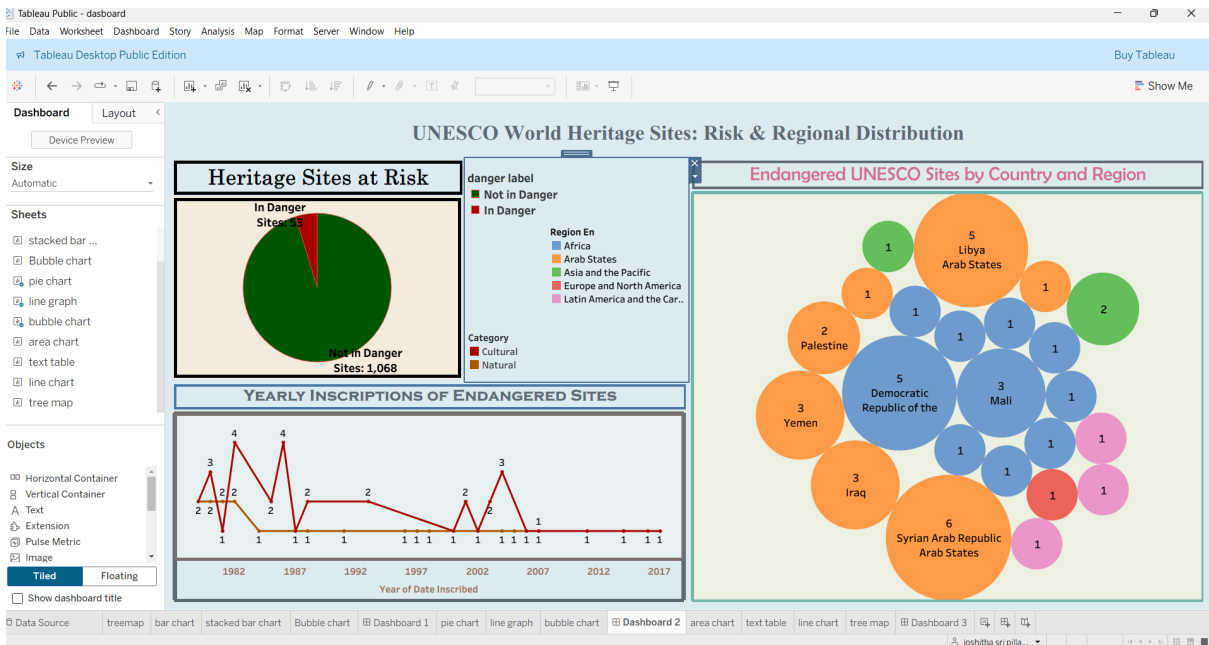 Tableau Public - dasboard
File Data Worksheet Dashboard Story Analysis Map Format Server Window Help
Tableau Desktop Public Edition
Buy Tableau
Show Me
Dashboard Layout
Device Preview
Size
Automatic
Sheets
stacked bar ...
Bubble chart
pie chart
line graph
bubble chart
area chart
text table
line chart
tree map
Objects
Horizontal Container
Vertical Container
A Text
Extension
Pulse Metric
Image
Tiled Floating
Show dashboard title
UNESCO World Heritage Sites: Risk & Regional Distribution
Heritage Sites at Risk
In Danger
Sites: 53
Not in Danger
Sites: 1,068
danger label
Not in Danger
In Danger
Region En
Africa
Arab States
Asia and the Pacific
Europe and North America
Latin America and the Car..
Category
Cultural
Natural
YEARLY INSCRIPTIONS OF ENDANGERED SITES
4 4
3 3
2 2 2 2 2
2 2 2 2
1
1 1 1 1 1 1 1 1 1 1 1 1 1 1 1
1982 1987 1992 1997 2002 2007 2012 2017
Year of Date Inscribed
Endangered UNESCO Sites by Country and Region
5
Libya
Arab States
1
1
1
2
2
Palestine
1
1
1
1
5
Democratic
Republic of the
3
Mali
1
3
Yemen
1
1
1
1
3
Iraq
1
1
6
Syrian Arab Republic
Arab States
1
Data Source treemap bar chart stacked bar chart Bubble chart Dashboard 1 pie chart line graph bubble chart Dashboard 2 area chart text table line chart tree map Dashboard 3
joshitha sri pilla...